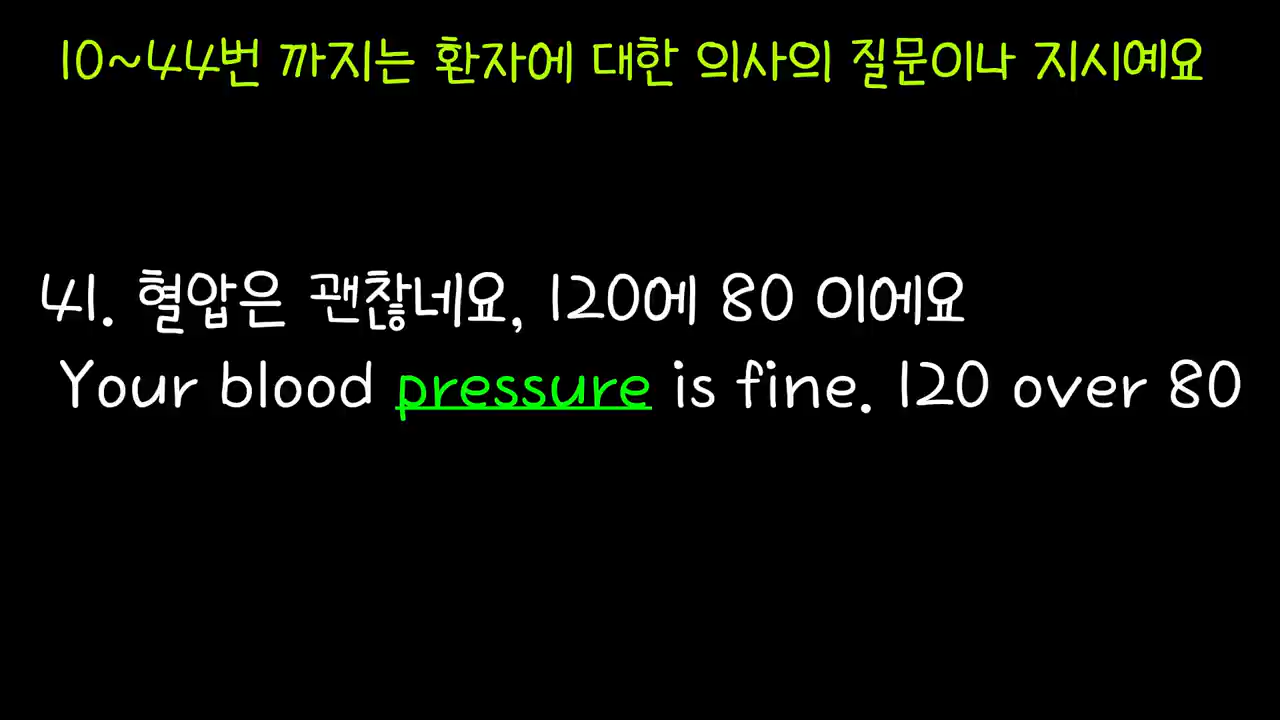 10~44번 까지는 환자에 대한 의사의 질문이나 지시예요
41. 혈압은 괜찮네요, 120에 80 이에요
Your blood pressure is fine. 120 over 80